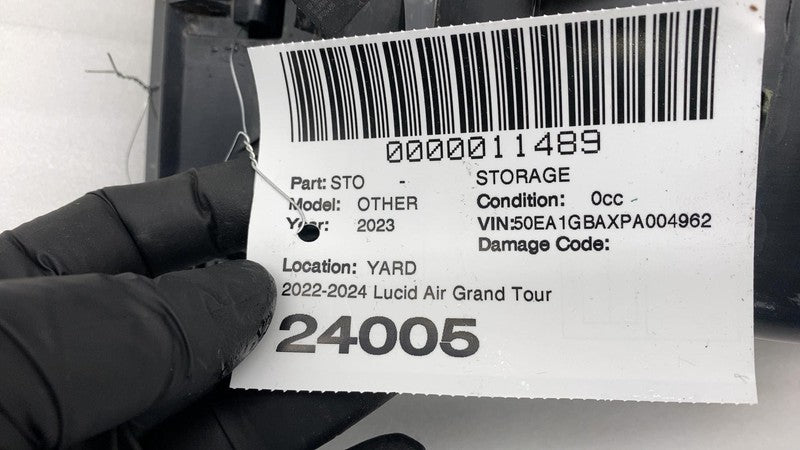 0000011489
Part: STO - STORAGE
Model: OTHER Condition: 0cc
Year: 2023 VIN:50EA1GBAXPA004962
Damage Code:
Location: YARD
2022-2024 Lucid Air Grand Tour
24005